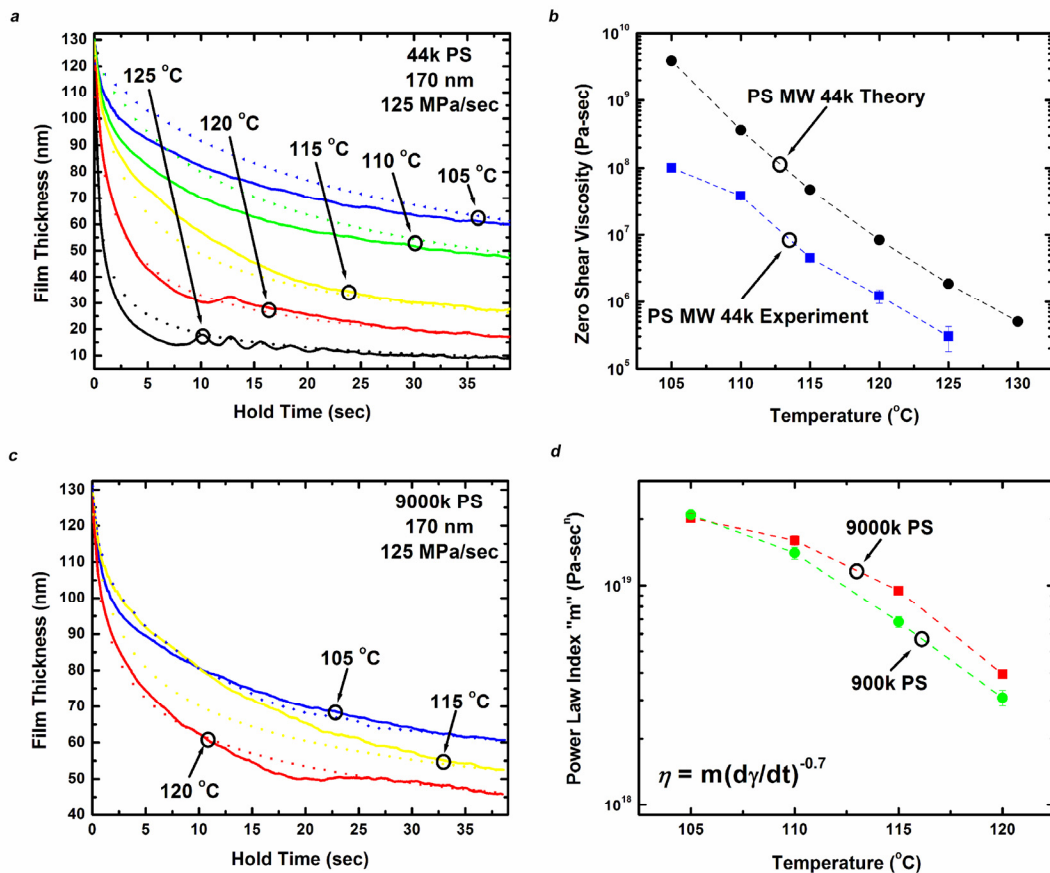 a
130
120
110
100
90
80
70
60
50
40
30
20
10
0 5 10 15 20 25 30 35
Film Thickness (nm)
Hold Time (sec)
44k PS
170 nm
125 MPa/sec
125 °C
120 °C
115 °C
110 °C
105 °C
b
10^10
10^9
10^8
10^7
10^6
10^5
105 110 115 120 125 130
Zero Shear Viscosity (Pa-sec)
Temperature (°C)
PS MW 44k Theory
PS MW 44k Experiment
c
130
120
110
100
90
80
70
60
50
40
0 5 10 15 20 25 30 35
Film Thickness (nm)
Hold Time (sec)
9000k PS
170 nm
125 MPa/sec
105 °C
115 °C
120 °C
d
10^19
10^18
105 110 115 120
Power Law Index "m" (Pa-sec^n)
Temperature (°C)
9000k PS
900k PS
η = m(dγ/dt)^-0.7